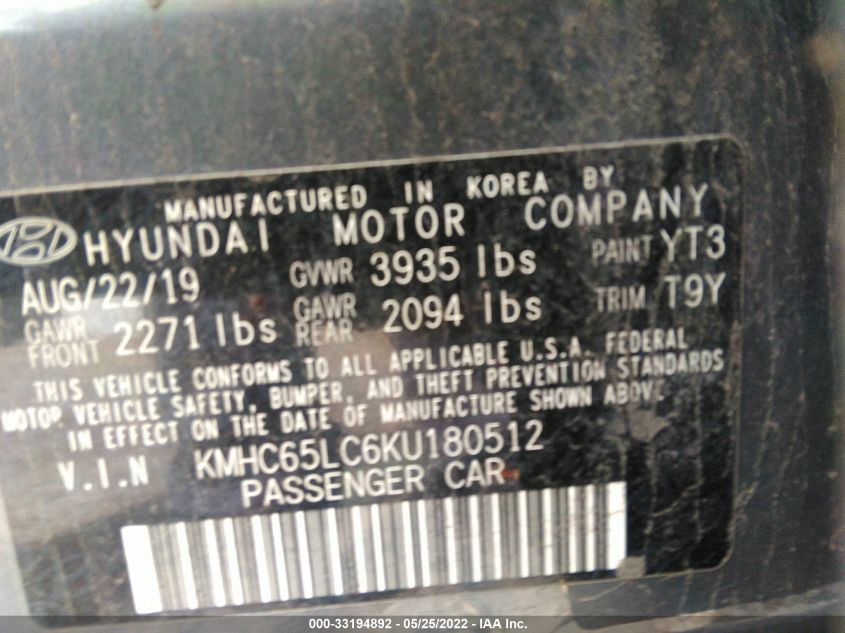 MANUFACTURED IN KOREA BY
HYUNDAI MOTOR COMPANY
AUG/22/19 GVWR 3935 lbs PAINT YT3
GAWR FRONT 2271 lbs GAWR REAR 2094 lbs TRIM T9Y
THIS VEHICLE CONFORMS TO ALL APPLICABLE U.S.A. FEDERAL
MOTOR VEHICLE SAFETY, BUMPER, AND THEFT PREVENTION STANDARDS
IN EFFECT ON THE DATE OF MANUFACTURE SHOWN ABOVE.
V.I.N KMHC65LC6KU180512
PASSENGER CAR
000-33194892 - 05/25/2022 - IAA, Inc.